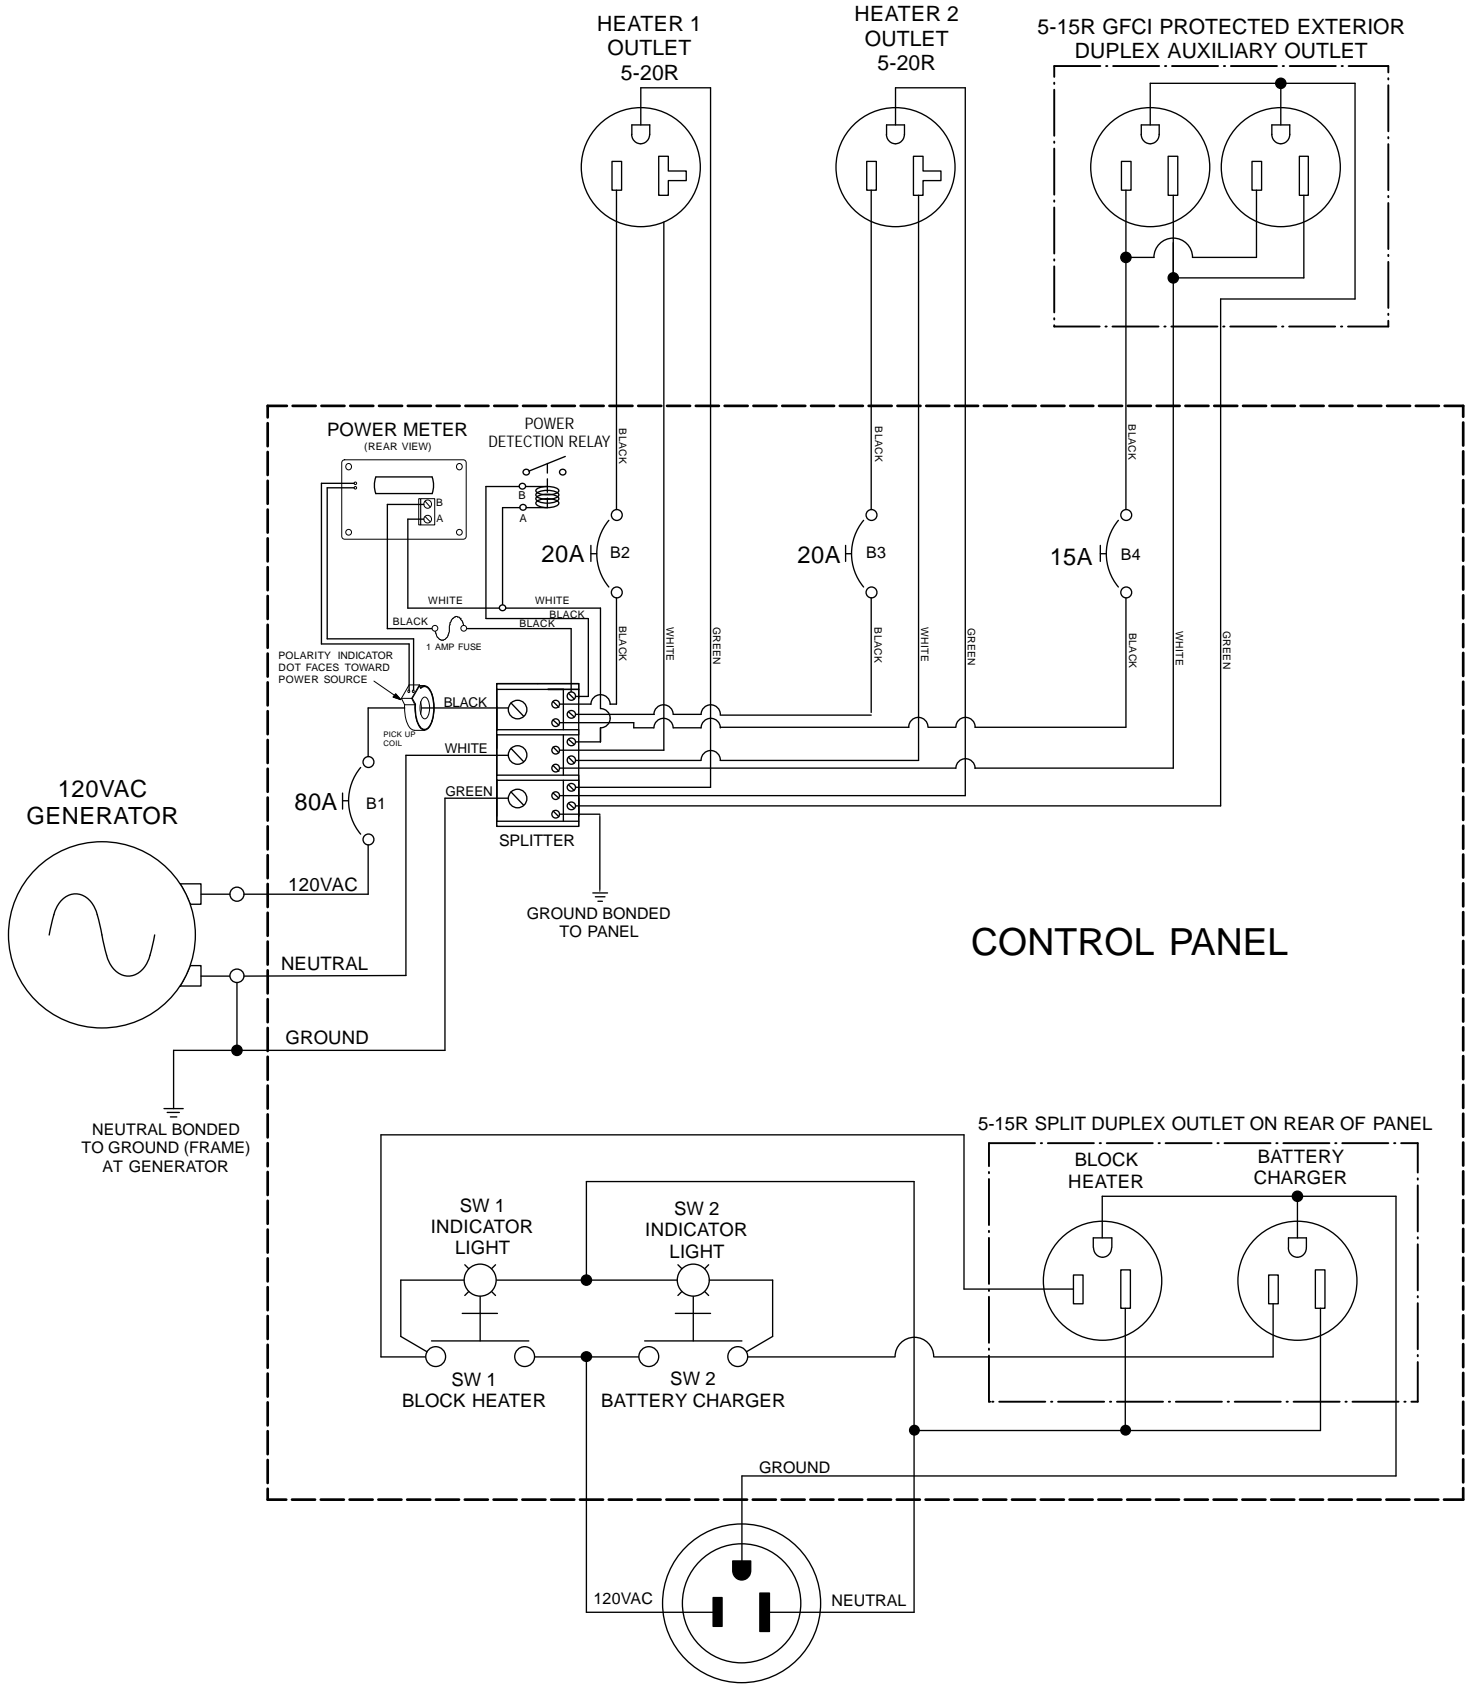 HEATER 1
OUTLET
5-20R
HEATER 2
OUTLET
5-20R
5-15R GFCI PROTECTED EXTERIOR
DUPLEX AUXILIARY OUTLET
POWER METER
(REAR VIEW)
POWER
DETECTION RELAY
BLACK
BLACK
BLACK
B
A
B
A
20A
B2
20A
B3
15A
B4
WHITE
WHITE
BLACK
BLACK
BLACK
1 AMP FUSE
BLACK
WHITE
GREEN
BLACK
WHITE
GREEN
BLACK
WHITE
GREEN
POLARITY INDICATOR
DOT FACES TOWARD
POWER SOURCE
BLACK
PICK UP
COIL
WHITE
GREEN
80A
B1
SPLITTER
120VAC
GENERATOR
120VAC
GROUND BONDED
TO PANEL
CONTROL PANEL
NEUTRAL
GROUND
NEUTRAL BONDED
TO GROUND (FRAME)
AT GENERATOR
5-15R SPLIT DUPLEX OUTLET ON REAR OF PANEL
BLOCK
HEATER
BATTERY
CHARGER
SW 1
INDICATOR
LIGHT
SW 2
INDICATOR
LIGHT
SW 1
BLOCK HEATER
SW 2
BATTERY CHARGER
GROUND
120VAC
NEUTRAL